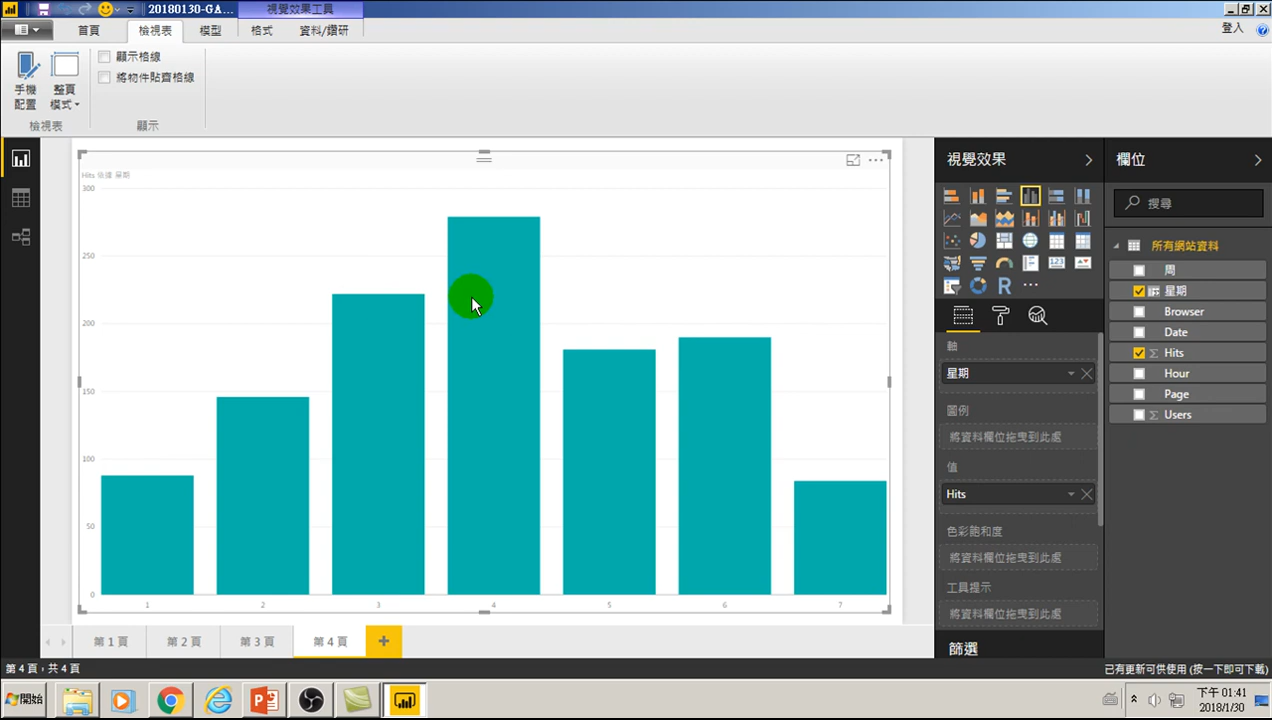 20180130-GA...
視覺效果工具
首頁
檢視表
模型
格式
資料/鑽研
登入
手機
配置
整頁
模式
顯示格線
將物件貼齊格線
檢視表
顯示
Hits 依據 星期
300
250
200
150
100
50
0
1
2
3
4
5
6
7
視覺效果
軸
星期
圖例
將資料欄位拖曳到此處
值
Hits
色彩飽和度
將資料欄位拖曳到此處
工具提示
將資料欄位拖曳到此處
篩選
欄位
搜尋
所有網站資料
周
星期
Browser
Date
Hits
Hour
Page
Users
第 1 頁
第 2 頁
第 3 頁
第 4 頁
第 4 頁，共 4 頁
已有更新可供使用 (按一下即可下載)
開始
下午 01:41
2018/1/30